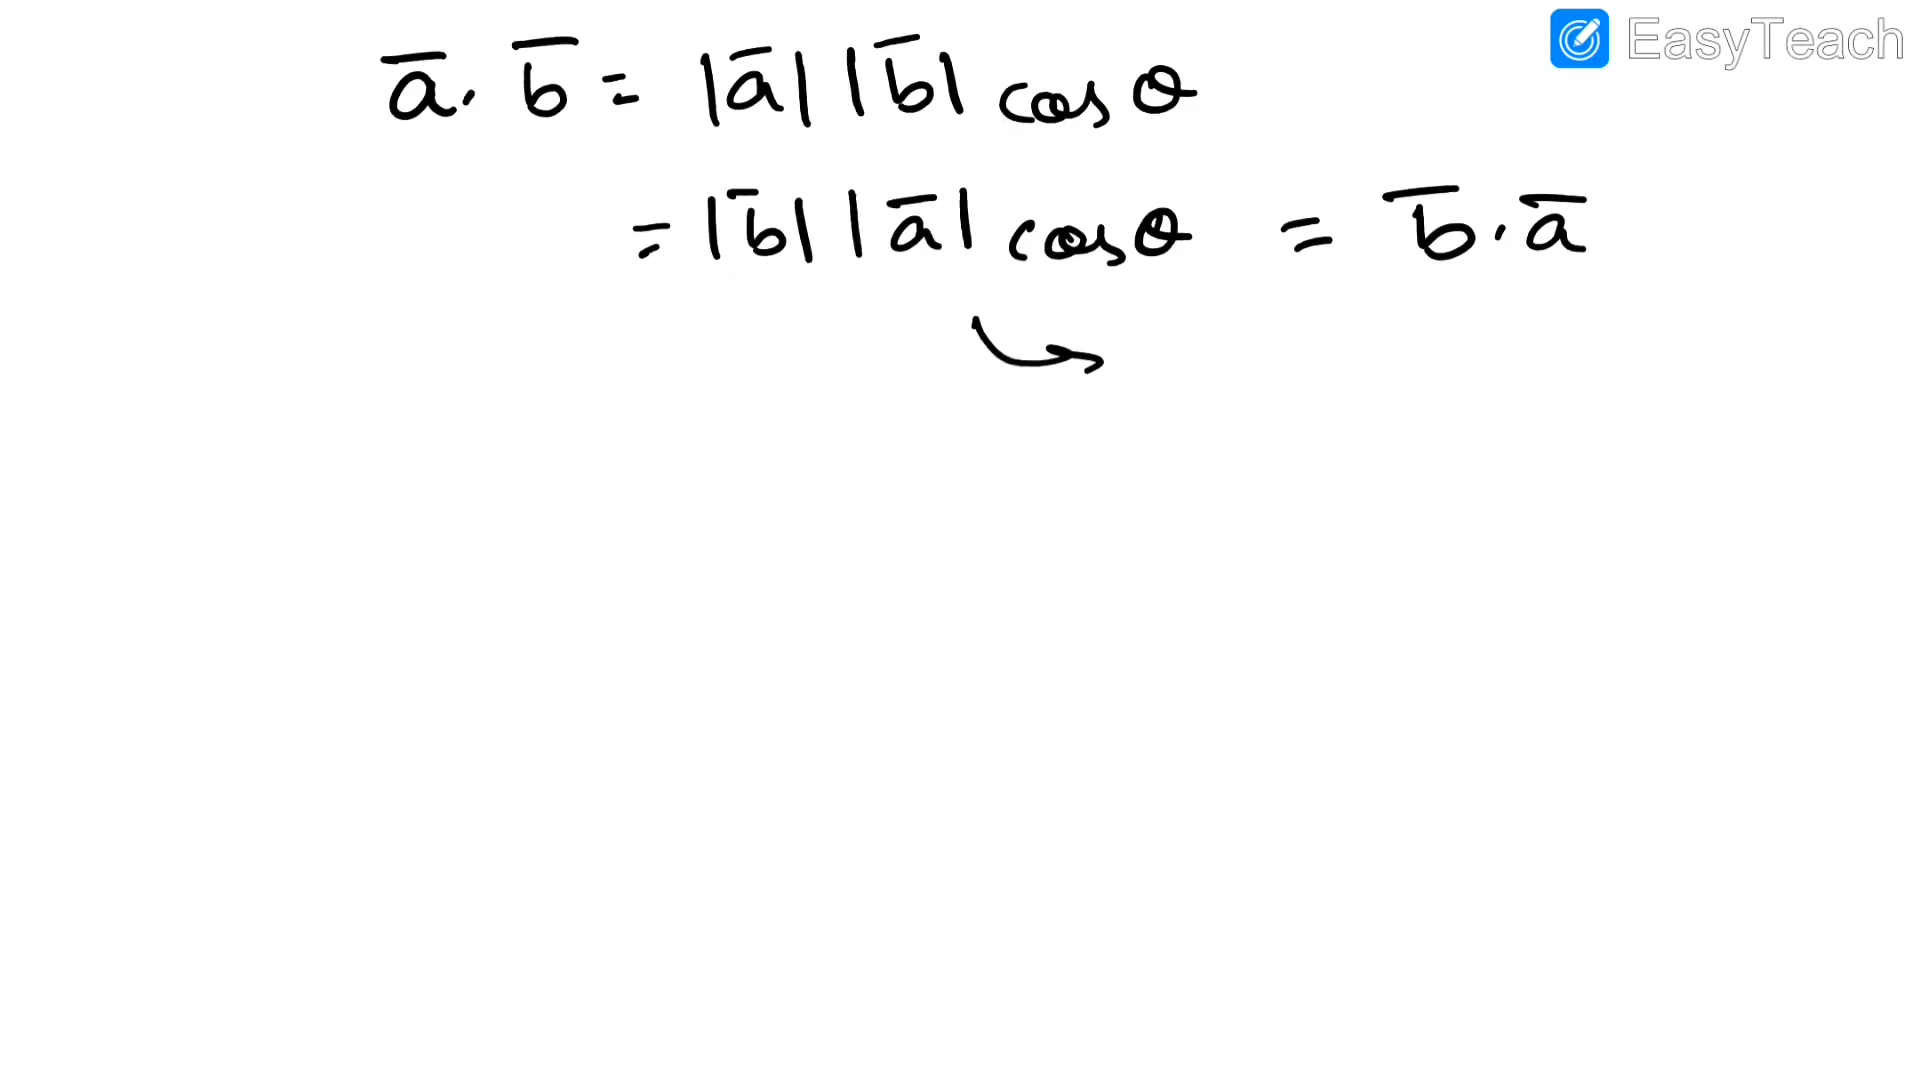 EasyTeach
a̅ · b̅ = |a̅| |b̅| cos θ
= |b̅| |a̅| cos θ = b̅ · a̅